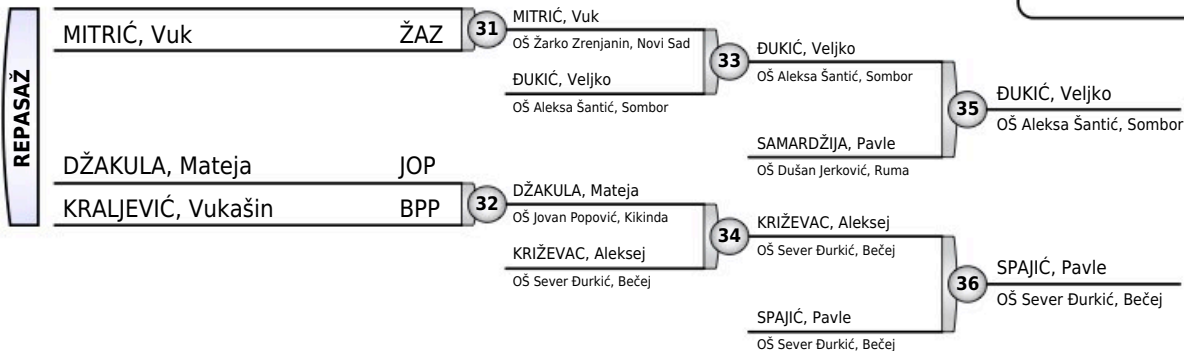 REPASAŽ
MITRIĆ, Vuk ŽAZ
31
MITRIĆ, Vuk
OŠ Žarko Zrenjanin, Novi Sad
ĐUKIĆ, Veljko
OŠ Aleksa Šantić, Sombor
33
ĐUKIĆ, Veljko
OŠ Aleksa Šantić, Sombor
SAMARDŽIJA, Pavle
OŠ Dušan Jerković, Ruma
35
ĐUKIĆ, Veljko
OŠ Aleksa Šantić, Sombor
DŽAKULA, Mateja JOP
KRALJEVIĆ, Vukašin BPP
32
DŽAKULA, Mateja
OŠ Jovan Popović, Kikinda
KRIŽEVAC, Aleksej
OŠ Sever Đurkić, Bečej
34
KRIŽEVAC, Aleksej
OŠ Sever Đurkić, Bečej
SPAJIĆ, Pavle
OŠ Sever Đurkić, Bečej
36
SPAJIĆ, Pavle
OŠ Sever Đurkić, Bečej